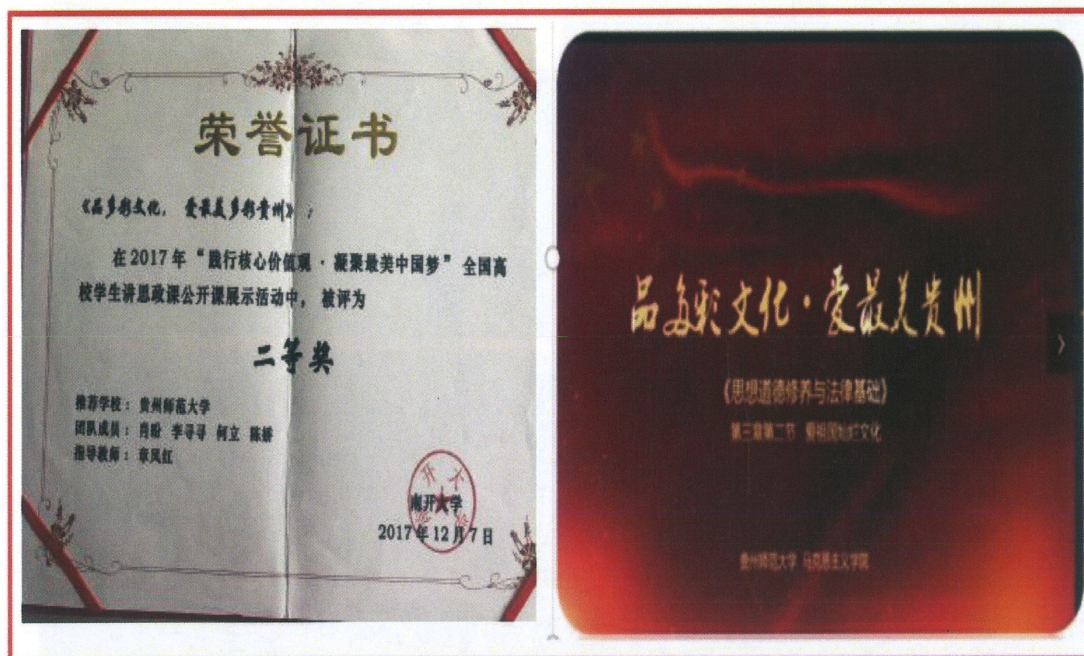 荣誉证书
《品多彩文化，爱最美多彩贵州》：
在2017年“践行核心价值观·凝聚最美中国梦”全国高
校学生讲思政课公开课展示活动中，被评为
二等奖
推荐学校：贵州师范大学
团队成员：肖盼 李寻寻 何立 陈娇
指导教师：章凤红
南开大学
2017年12月7日
品多彩文化·爱最美贵州
《思想道德修养与法律基础》
第三章第二节 爱祖国灿烂文化
贵州师范大学 马克思主义学院